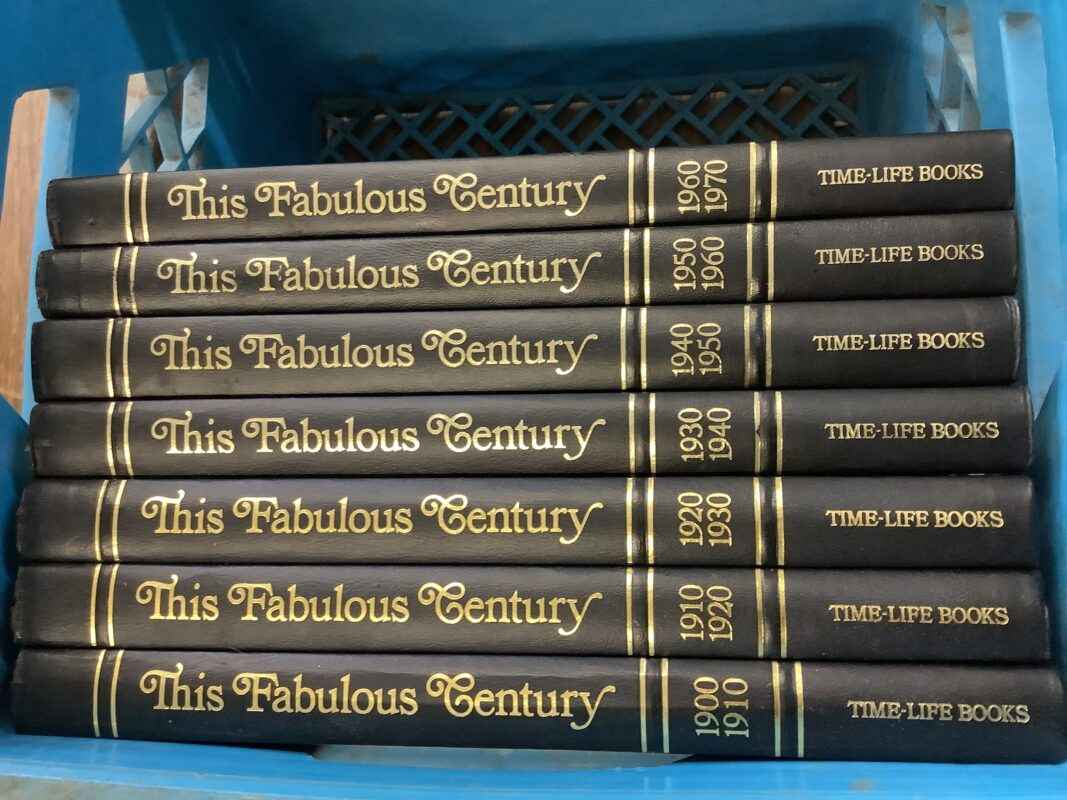 This Fabulous Century 1960 1970 TIME-LIFE BOOKS
This Fabulous Century 1950 1960 TIME-LIFE BOOKS
This Fabulous Century 1940 1950 TIME-LIFE BOOKS
This Fabulous Century 1930 1940 TIME-LIFE BOOKS
This Fabulous Century 1920 1930 TIME-LIFE BOOKS
This Fabulous Century 1910 1920 TIME-LIFE BOOKS
This Fabulous Century 1900 1910 TIME-LIFE BOOKS